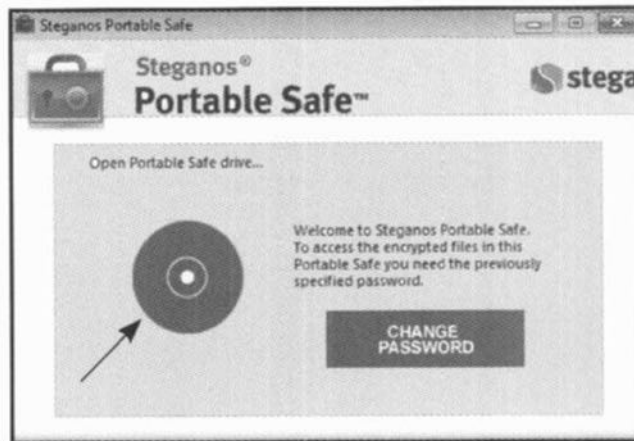 Steganos Portable Safe
Steganos®
Portable Safe™
stega
Open Portable Safe drive...
Welcome to Steganos Portable Safe.
To access the encrypted files in this
Portable Safe you need the previously
specified password.
CHANGE
PASSWORD